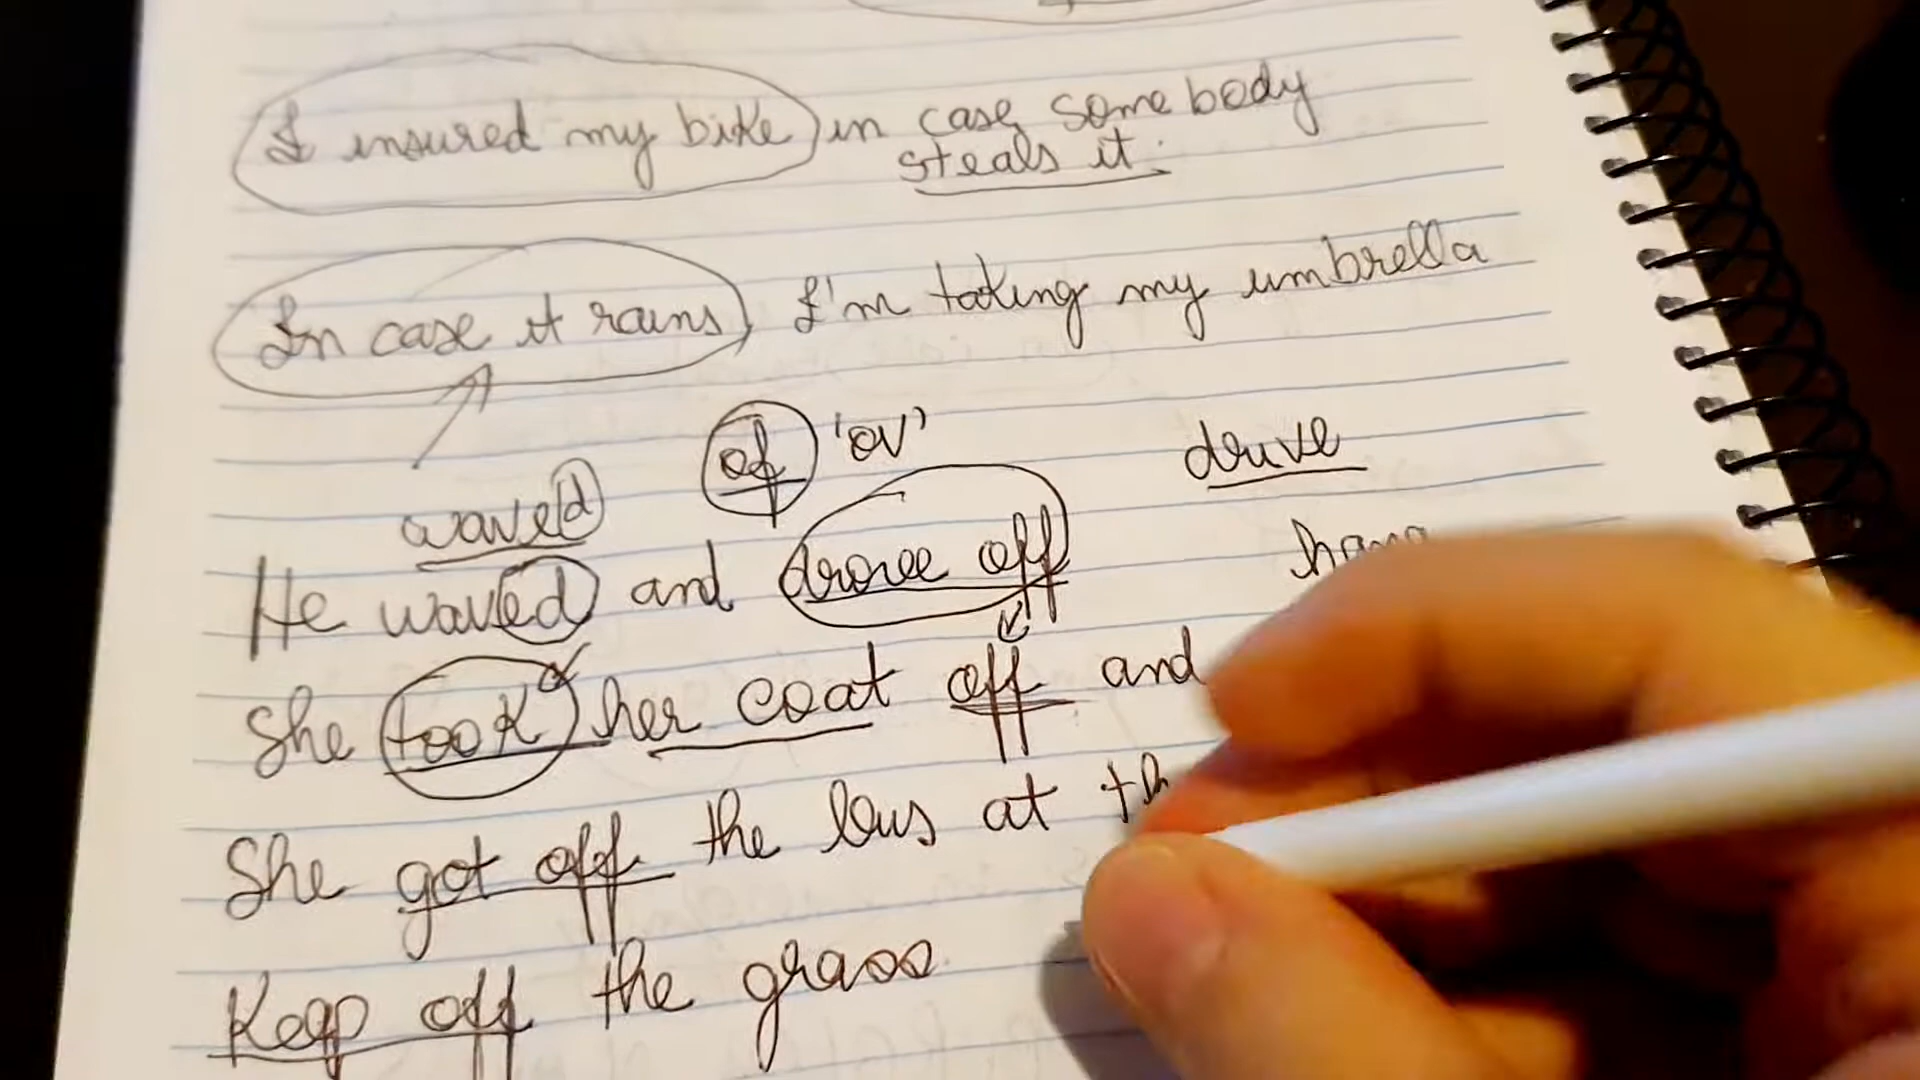 I insured my bike in case somebody
steals it.
In case it rains, I'm taking my umbrella
of 'ov' drive
waved
He waved and drove off
She took her coat off and
She got off the bus at th
Keep off the grass